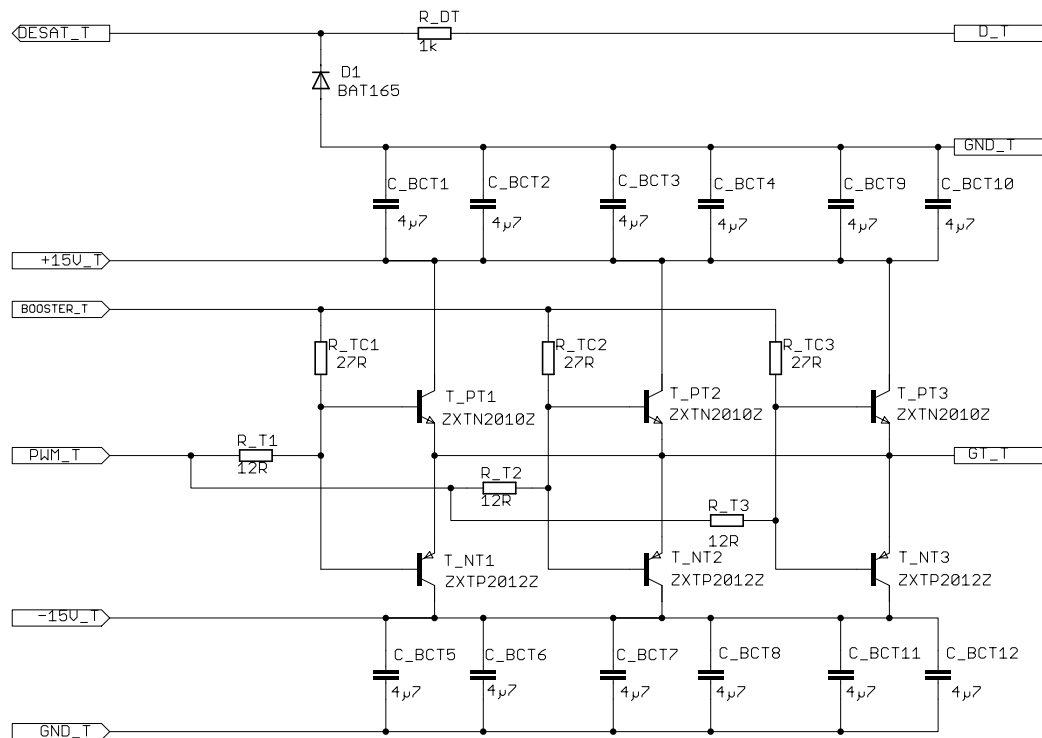 R_DT
DESAT_T
D_T
1k
D1
BAT165
GND_T
C_BCT1
C_BCT2
C_BCT3
C_BCT4
C_BCT9
C_BCT10
4µ7
4µ7
4µ7
4µ7
4µ7
4µ7
+15V_T
BOOSTER_T
R_TC1
27R
R_TC2
27R
R_TC3
27R
T_PT1
ZXTN2010Z
T_PT2
ZXTN2010Z
T_PT3
ZXTN2010Z
PWM_T
R_T1
12R
GT_T
R_T2
12R
R_T3
12R
T_NT1
ZXTP2012Z
T_NT2
ZXTP2012Z
T_NT3
ZXTP2012Z
-15V_T
C_BCT5
C_BCT6
C_BCT7
C_BCT8
C_BCT11
C_BCT12
4µ7
4µ7
4µ7
4µ7
4µ7
4µ7
GND_T